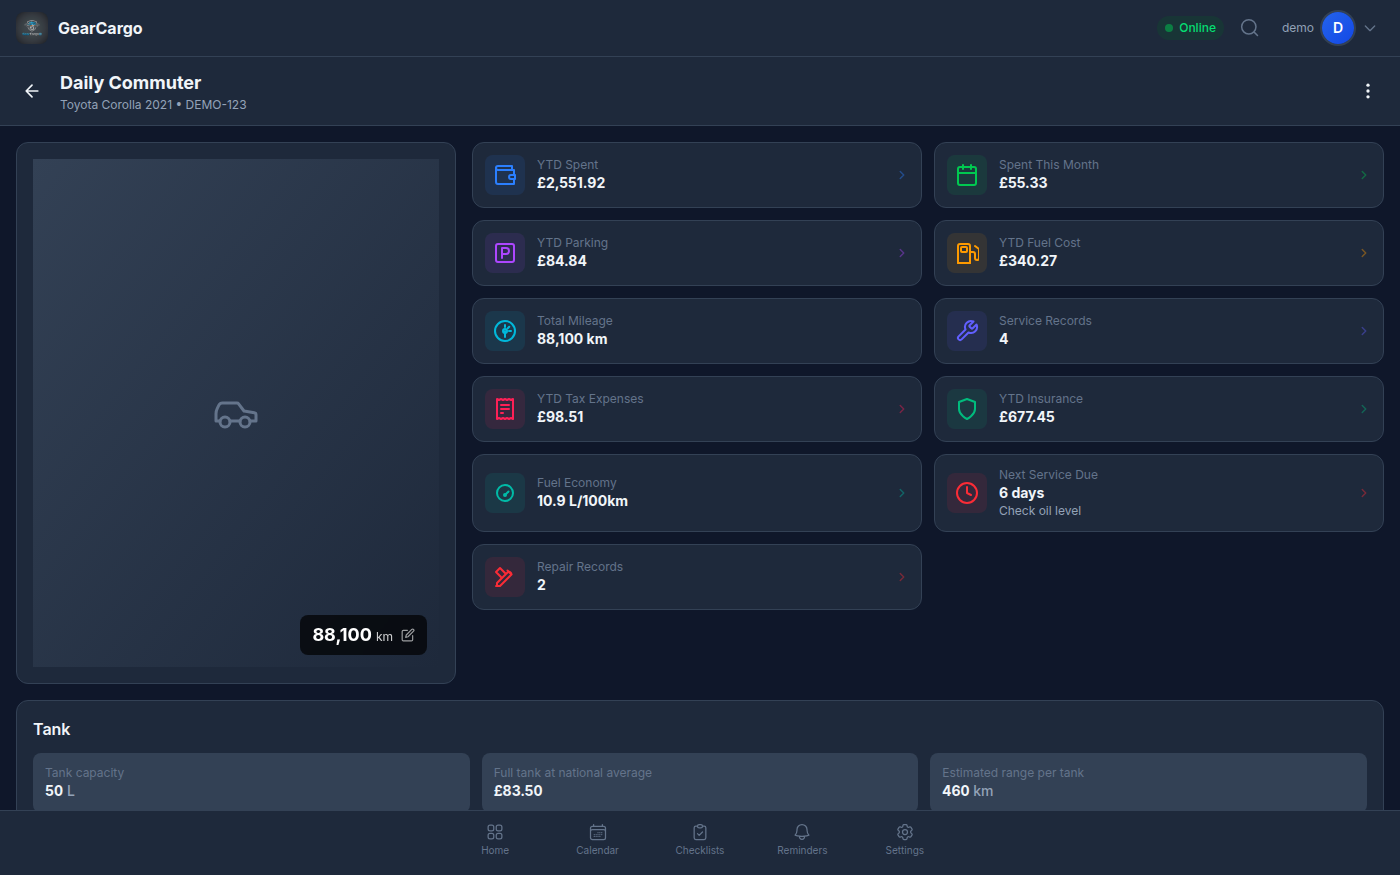 GearCargo
Online
demo
D
Daily Commuter
Toyota Corolla 2021 • DEMO-123
88,100 km
YTD Spent
£2,551.92
Spent This Month
£55.33
YTD Parking
£84.84
YTD Fuel Cost
£340.27
Total Mileage
88,100 km
Service Records
4
YTD Tax Expenses
£98.51
YTD Insurance
£677.45
Fuel Economy
10.9 L/100km
Next Service Due
6 days
Check oil level
Repair Records
2
Tank
Tank capacity
50 L
Full tank at national average
£83.50
Estimated range per tank
460 km
Home
Calendar
Checklists
Reminders
Settings